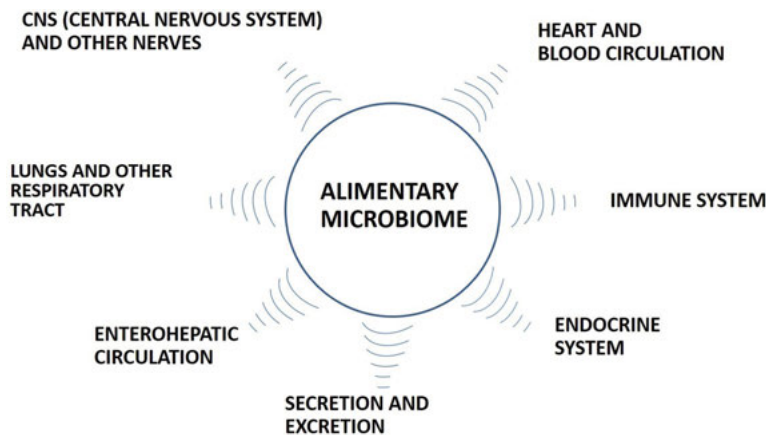 CNS (CENTRAL NERVOUS SYSTEM)
AND OTHER NERVES
HEART AND
BLOOD CIRCULATION
LUNGS AND OTHER
RESPIRATORY
TRACT
ALIMENTARY
MICROBIOME
IMMUNE SYSTEM
ENTEROHEPATIC
CIRCULATION
ENDOCRINE
SYSTEM
SECRETION AND
EXCRETION